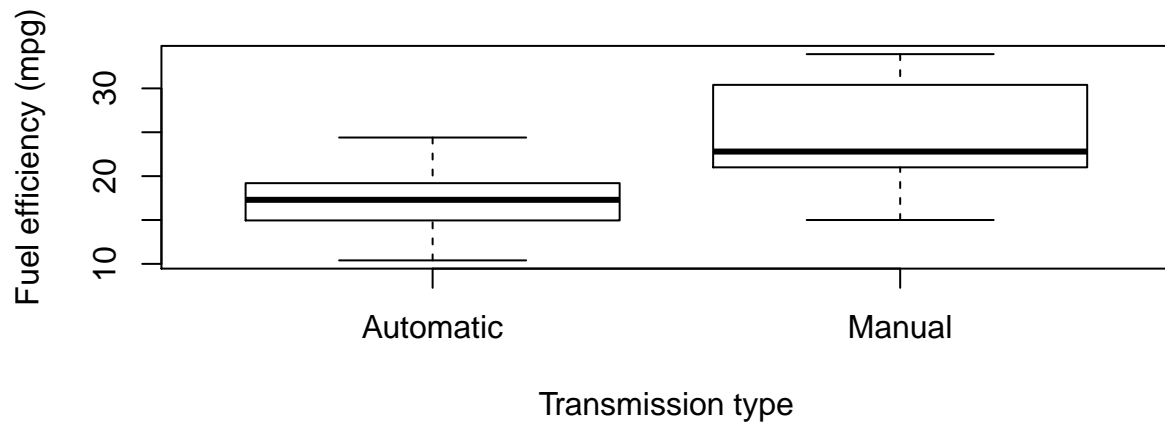 Fuel efficiency (mpg)
30
20
10
Automatic
Manual
Transmission type